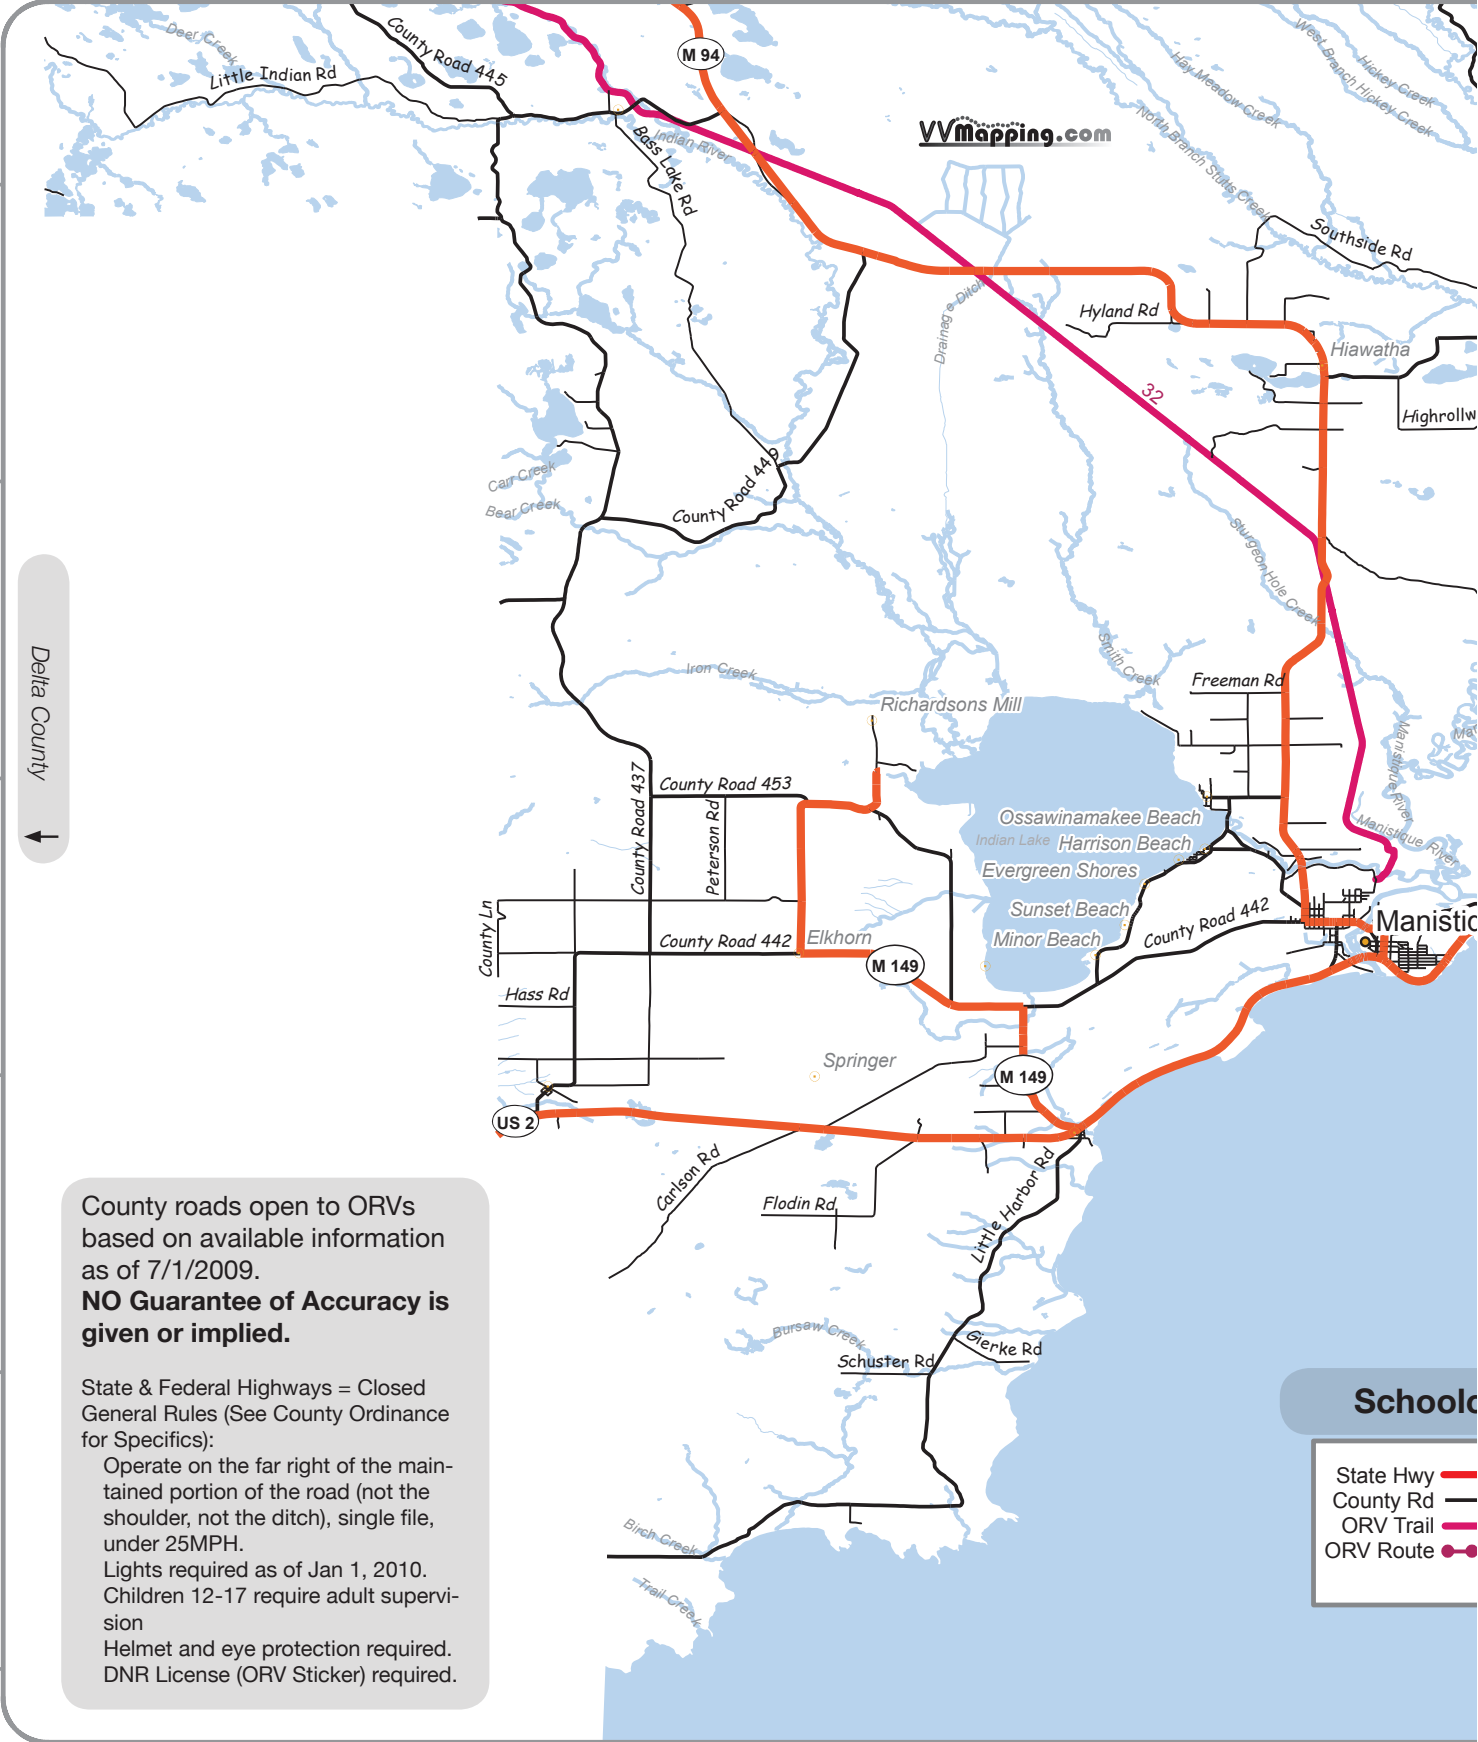 Deer Creek
County Road 445
Little Indian Rd
M 94
Indian River
Bass Lake Rd
VVMapping.com
West Branch Hickey Creek
Hickey Creek
Hay Meadow Creek
North Branch Stutts Creek
Southside Rd
Drainage Ditch
Hyland Rd
Hiawatha
32
Highrollw
Carr Creek
Bear Creek
County Road 449
Sturgeon Hole Creek
Delta County
Iron Creek
Smith Creek
Freeman Rd
Richardsons Mill
Manistique River
County Road 437
County Road 453
Peterson Rd
Ossawinamakee Beach
Indian Lake
Harrison Beach
Evergreen Shores
Manistique River
Sunset Beach
Minor Beach
County Road 442
Manistiq
County Ln
County Road 442
Elkhorn
M 149
Hass Rd
Springer
M 149
US 2
Carlson Rd
Flodin Rd
Little Harbor Rd
Bursaw Creek
Schuster Rd
Gierke Rd
Birch Creek
Trail Creek
County roads open to ORVs
based on available information
as of 7/1/2009.
NO Guarantee of Accuracy is
given or implied.
State & Federal Highways = Closed
General Rules (See County Ordinance
for Specifics):
Operate on the far right of the main-
tained portion of the road (not the
shoulder, not the ditch), single file,
under 25MPH.
Lights required as of Jan 1, 2010.
Children 12-17 require adult supervi-
sion
Helmet and eye protection required.
DNR License (ORV Sticker) required.
Schoolc
State Hwy
County Rd
ORV Trail
ORV Route